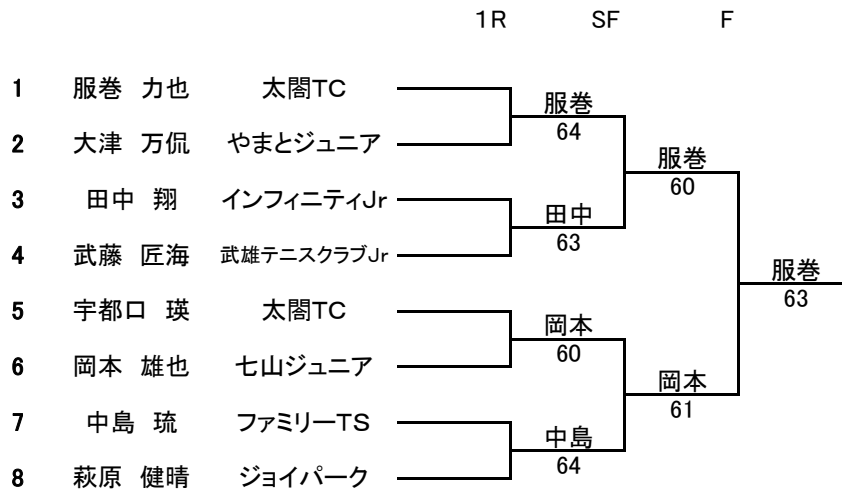 1R SF F
1 服巻 力也 太閤TC
服巻
64
2 大津 万侃 やまとジュニア
服巻
60
3 田中 翔 インフィニティJr
田中
63
4 武藤 匠海 武雄テニスクラブJr
服巻
63
5 宇都口 瑛 太閤TC
岡本
60
6 岡本 雄也 七山ジュニア
岡本
61
7 中島 琉 ファミリーTS
中島
64
8 萩原 健晴 ジョイパーク